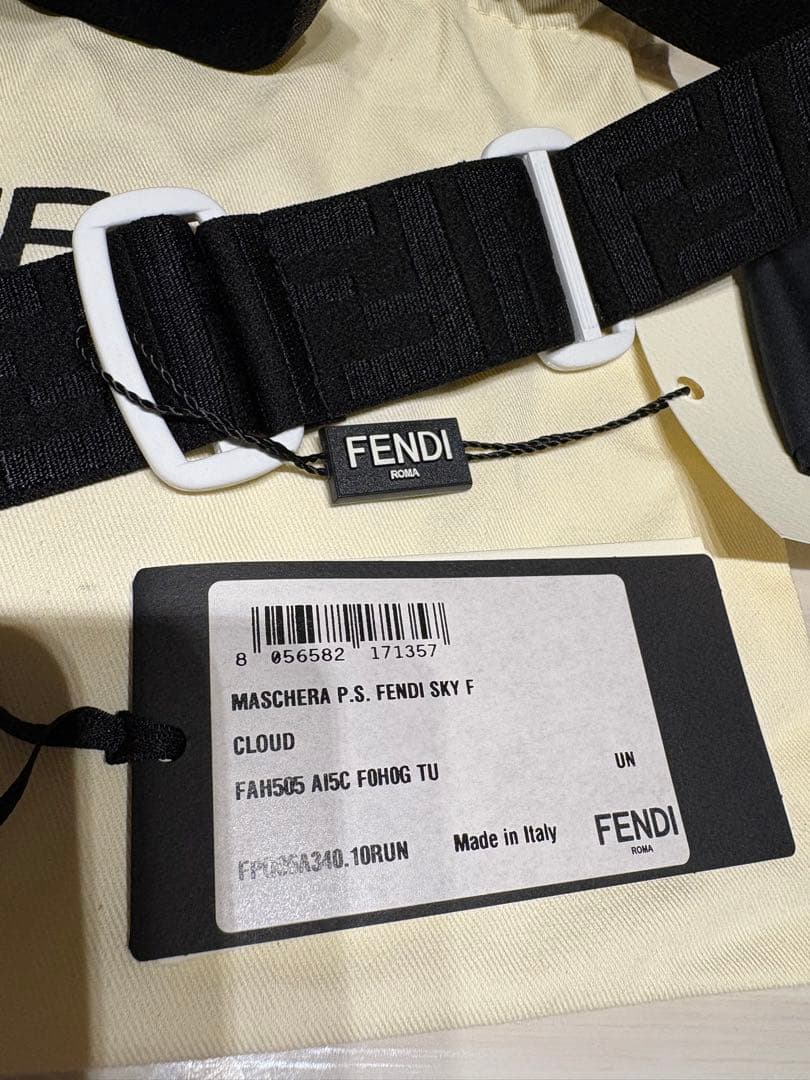 FENDI
ROMA
8 056582 171357
MASCHERA P.S. FENDI SKY F
CLOUD
FAH505 AI5C F0H0G TU
UN
Made in Italy
FENDI
ROMA